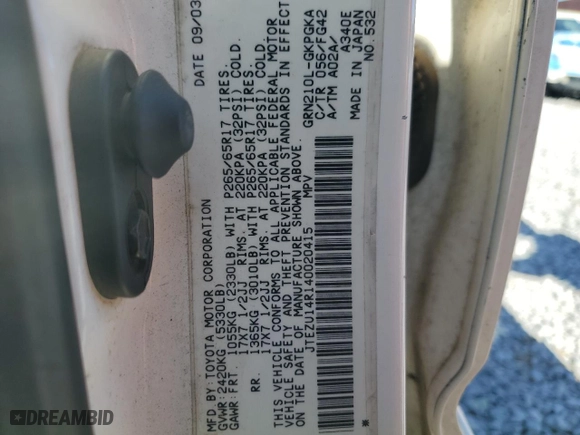 MFD BY: TOYOTA MOTOR CORPORATION DATE 09/03
GVWR: 2420KG (5330LB)
GAWR: FRT. 1055KG (2330LB) WITH P265/65R17 TIRES
17X7 1/2JJ RIMS. AT 220KPA (32PSI) COLD.
RR. 1365KG (3010LB) WITH P265/65R17 TIRES
17X7 1/2JJ RIMS. AT 220KPA (32PSI) COLD.
THIS VEHICLE CONFORMS TO ALL APPLICABLE FEDERAL MOTOR
VEHICLE SAFETY AND THEFT PREVENTION STANDARDS IN EFFECT
ON THE DATE OF MANUFACTURE SHOWN ABOVE.
JTEZU14R140020415 MPV GRN210L-GKPGKA
C/TR 056/FG42
A/TM A02A/ A340E
MADE IN JAPAN
NO. 532
DREAMBID